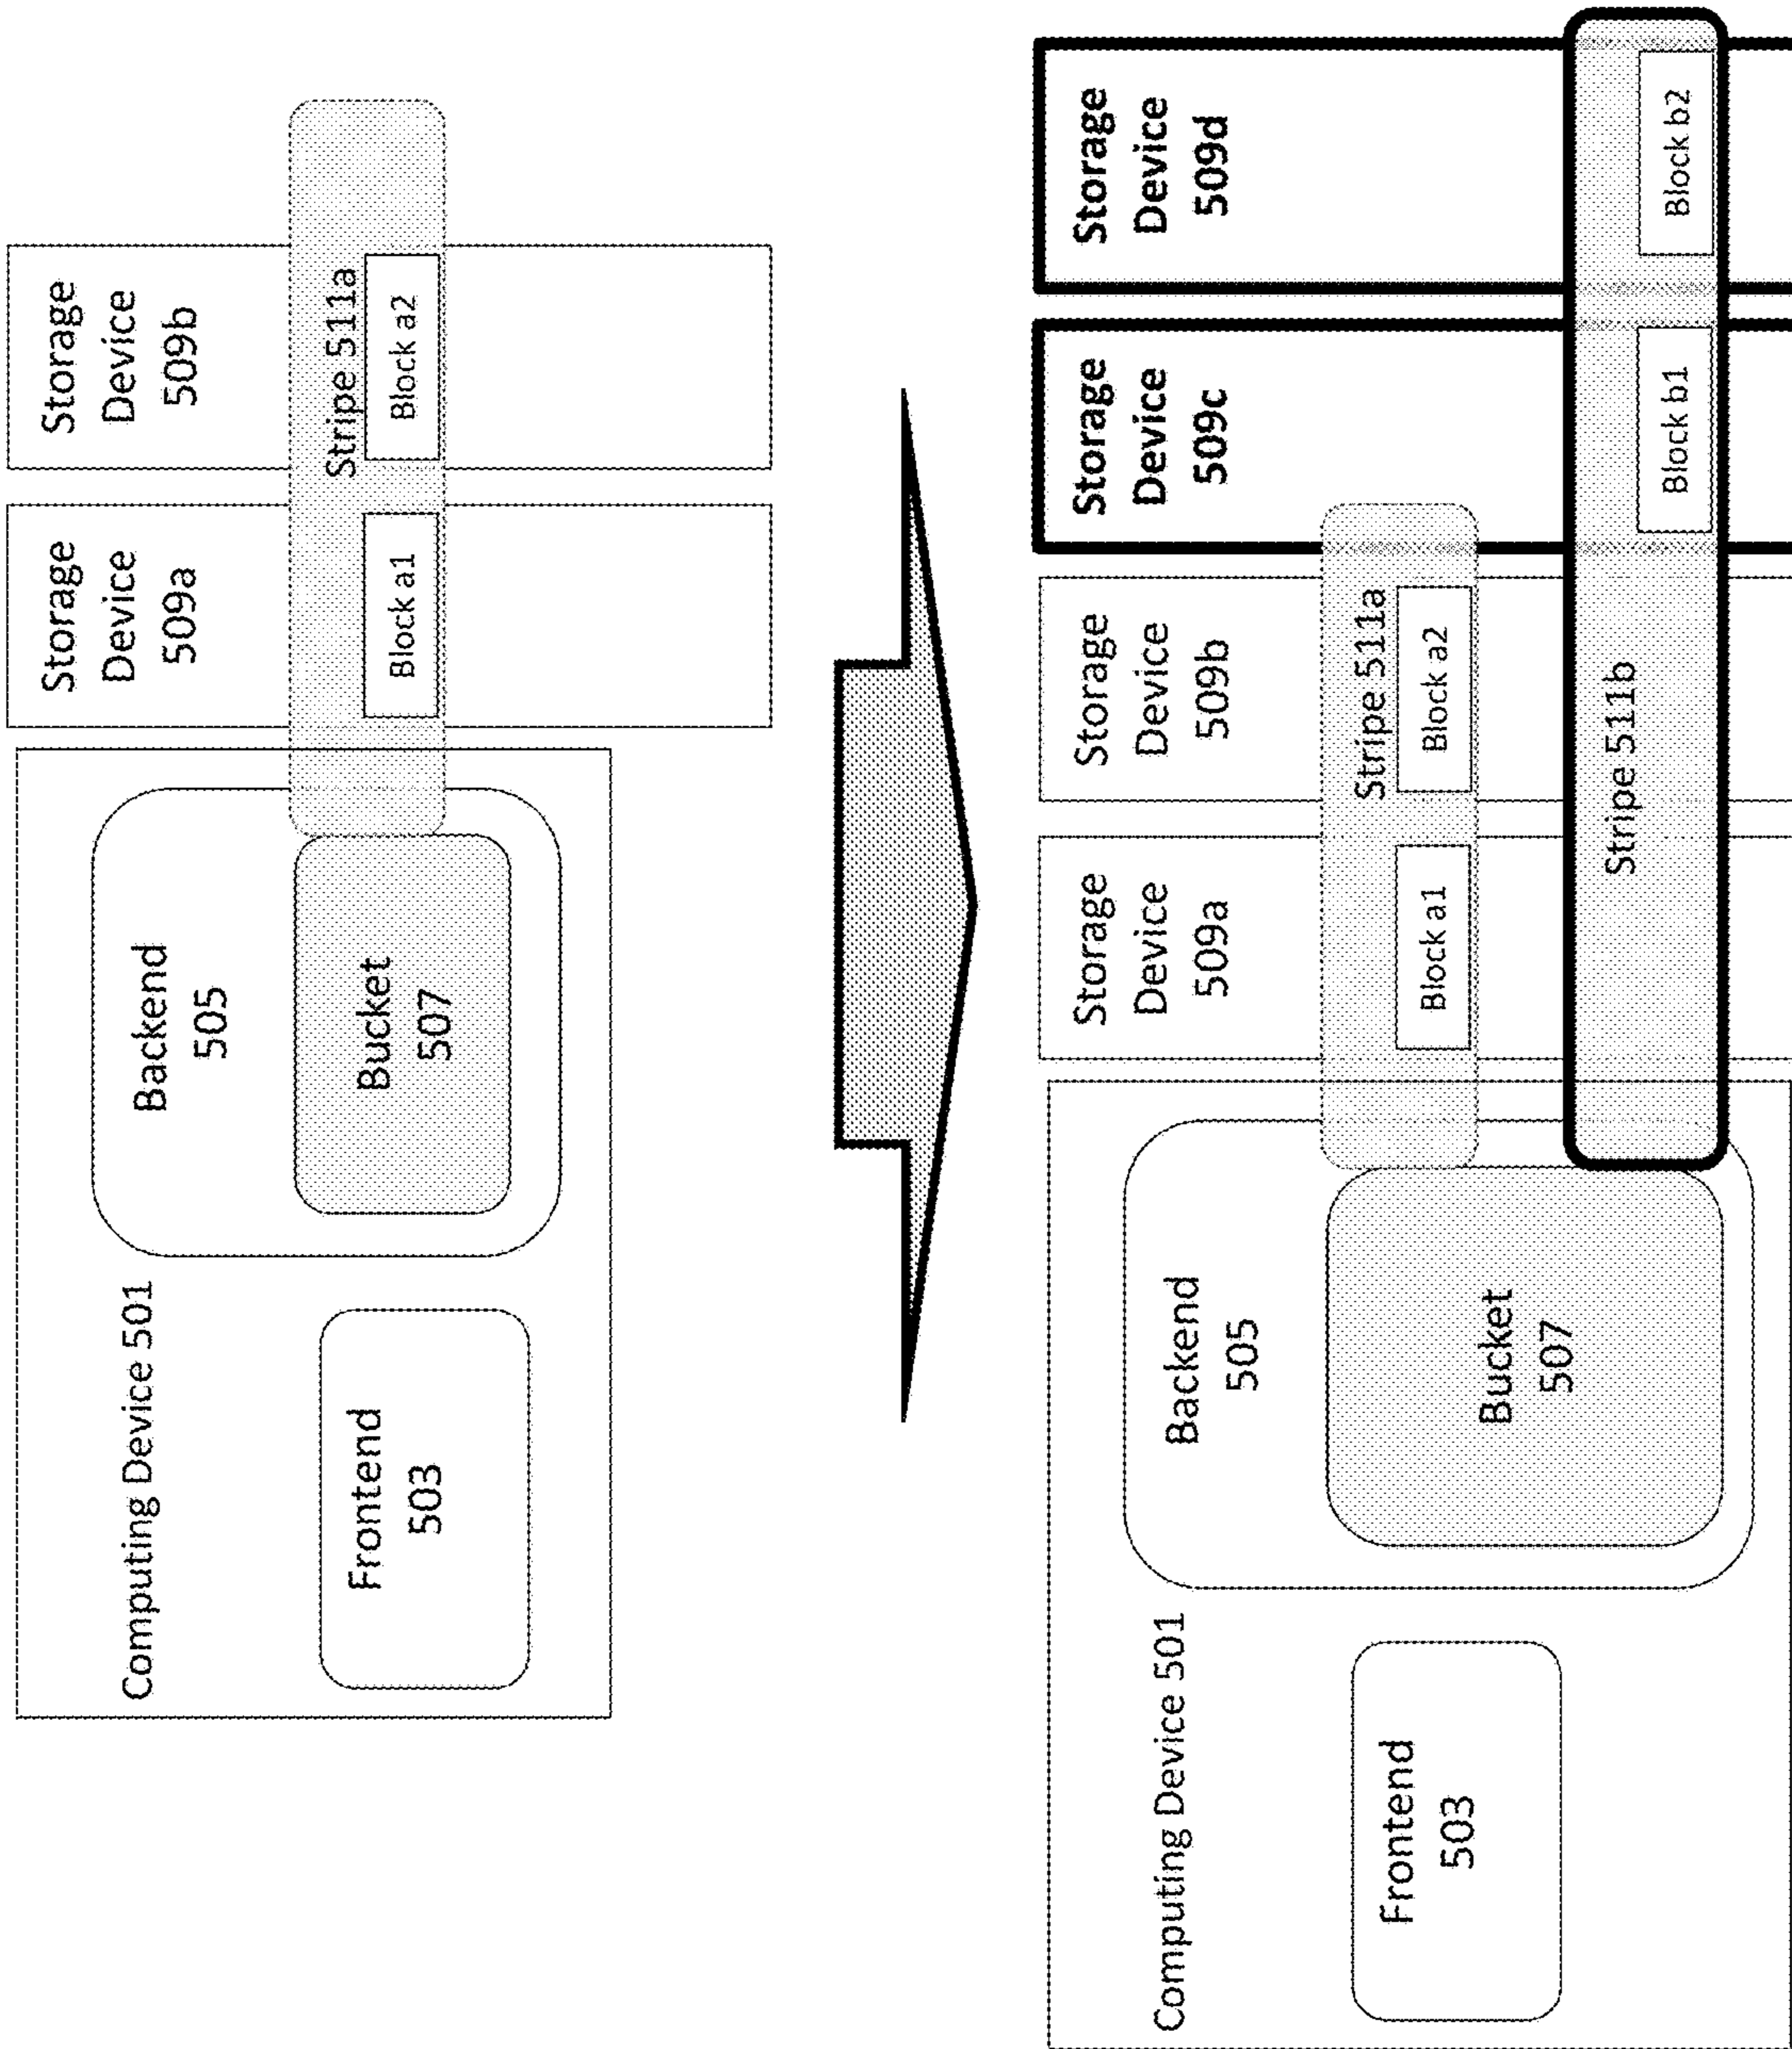 Computing Device 501
Frontend
503
Backend
505
Bucket
507
Storage
Device
509a
Storage
Device
509b
Stripe 511a
Block a1
Block a2
Computing Device 501
Frontend
503
Backend
505
Bucket
507
Storage
Device
509a
Storage
Device
509b
Storage
Device
509c
Storage
Device
509d
Stripe 511a
Block a1
Block a2
Stripe 511b
Block b1
Block b2